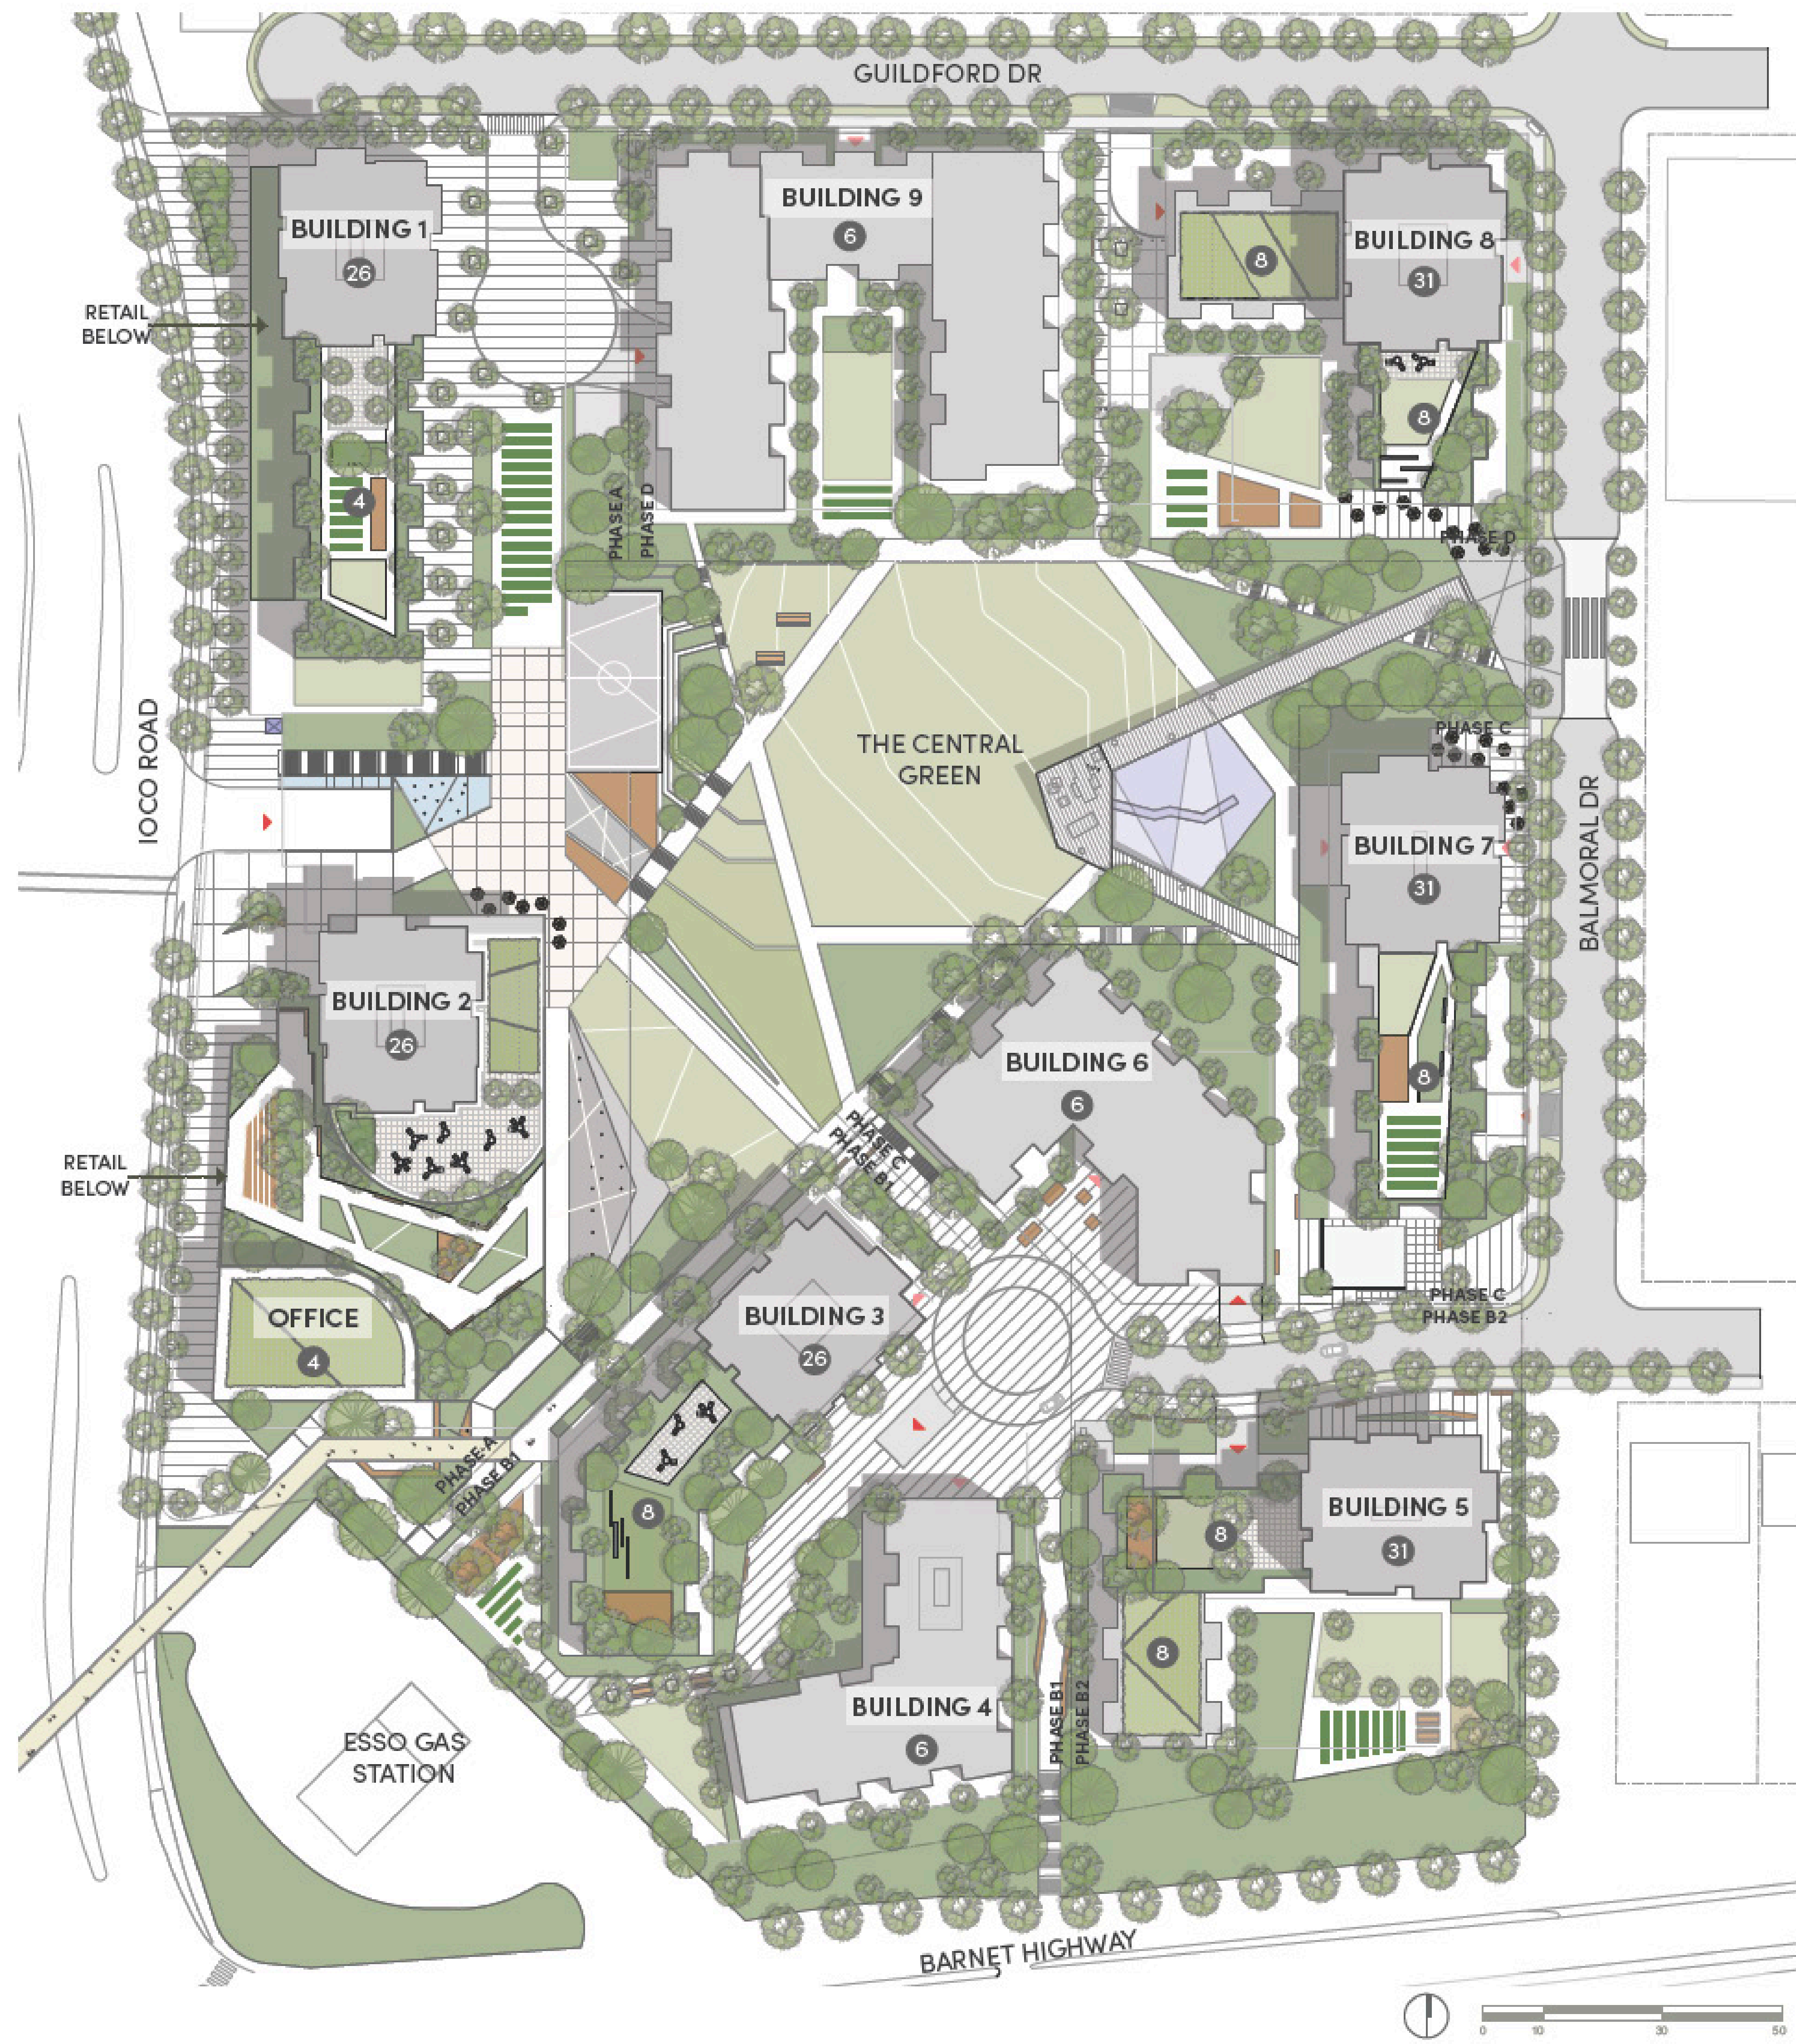 GUILDFORD DR
BUILDING 9
6
BUILDING 1
26
BUILDING 8
8
31
RETAIL
BELOW
8
4
PHASE A
PHASE D
PHASE D
IOCO ROAD
THE CENTRAL
GREEN
PHASE C
BUILDING 7
31
BALMORAL DR
BUILDING 2
26
BUILDING 6
6
8
PHASE C
PHASE B1
RETAIL
BELOW
OFFICE
4
BUILDING 3
26
PHASE C
PHASE B2
PHASE A
PHASE B1
8
BUILDING 5
8
31
8
PHASE B1
PHASE B2
BUILDING 4
6
ESSO GAS
STATION
BARNET HIGHWAY
0 10 30 50